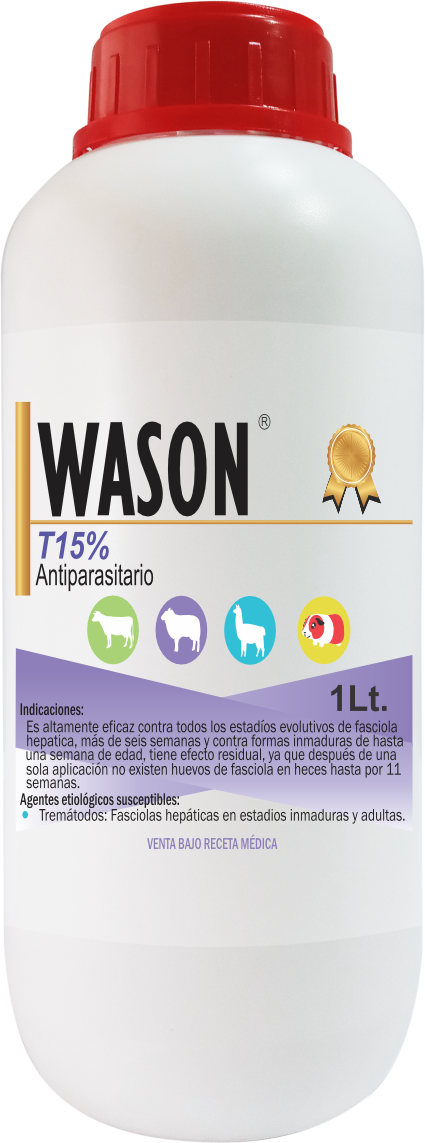 WASON®
T15%
Antiparasitario
1Lt.
Indicaciones:
Es altamente eficaz contra todos los estadíos evolutivos de fasciola
hepatica, más de seis semanas y contra formas inmaduras de hasta
una semana de edad, tiene efecto residual, ya que después de una
sola aplicación no existen huevos de fasciola en heces hasta por 11
semanas.
Agentes etiológicos susceptibles:
• Tremátodos: Fasciolas hepáticas en estadios inmaduras y adultas.
VENTA BAJO RECETA MÉDICA